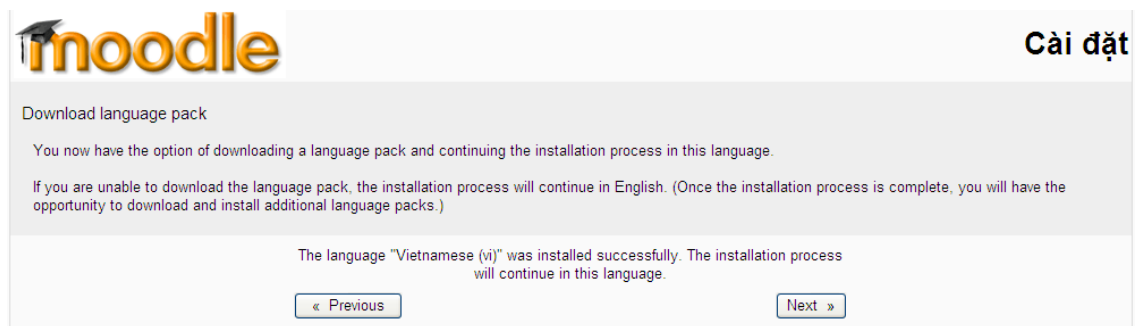 moodle
Cài đặt
Download language pack
You now have the option of downloading a language pack and continuing the installation process in this language.
If you are unable to download the language pack, the installation process will continue in English. (Once the installation process is complete, you will have the
opportunity to download and install additional language packs.)
The language "Vietnamese (vi)" was installed successfully. The installation process
will continue in this language.
« Previous
Next »